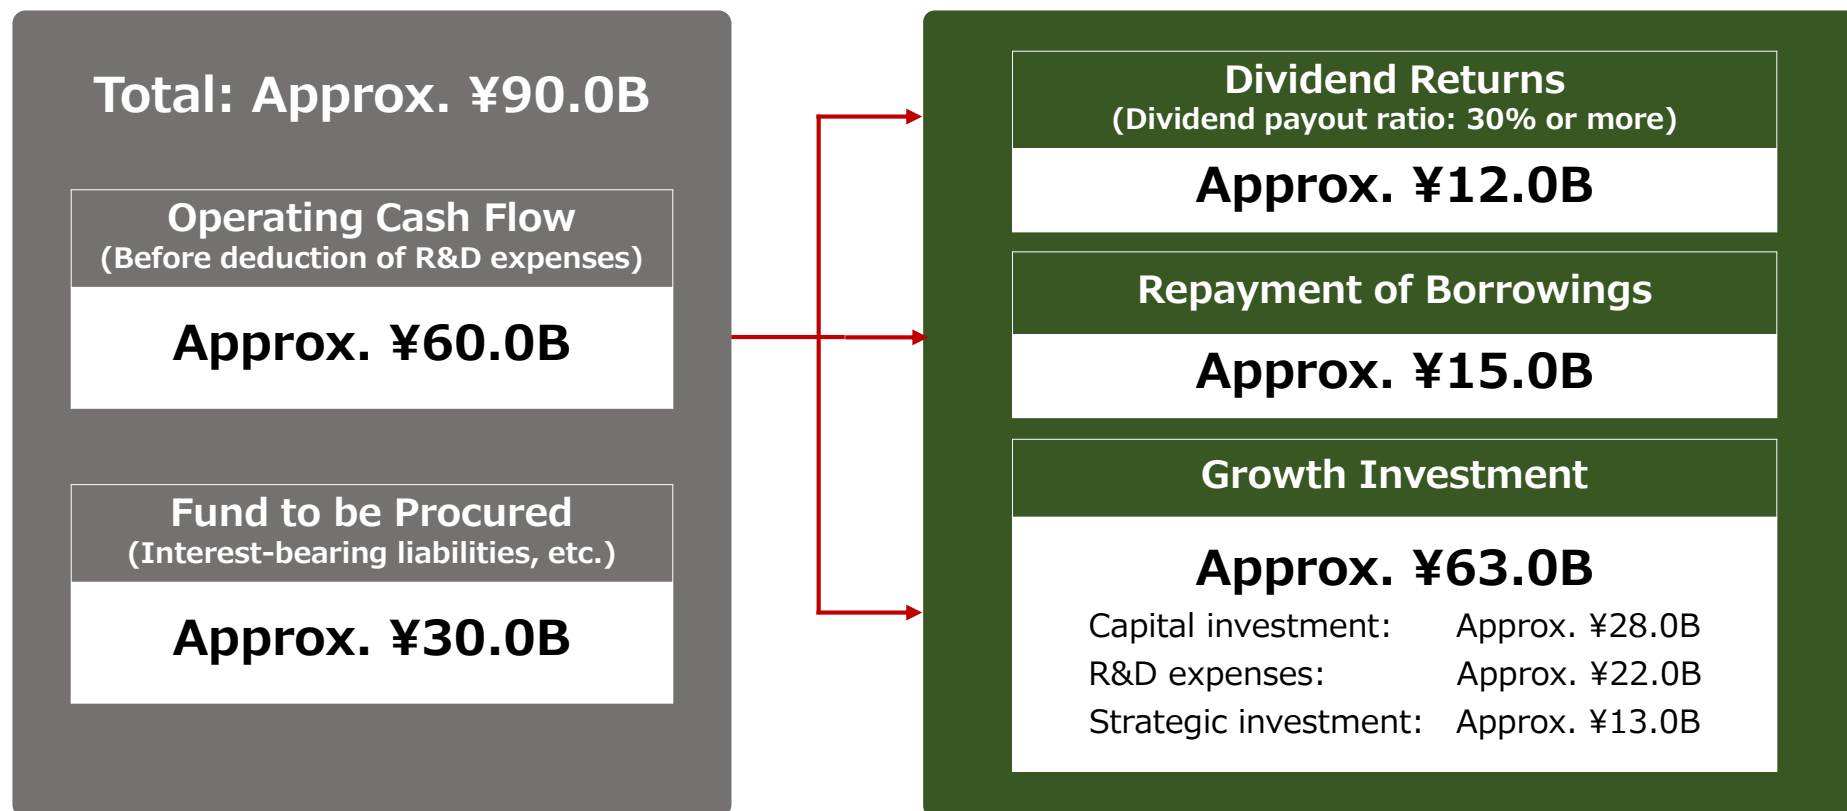 Total: Approx. ¥90.0B
Operating Cash Flow
(Before deduction of R&D expenses)
Approx. ¥60.0B
Fund to be Procured
(Interest-bearing liabilities, etc.)
Approx. ¥30.0B
Dividend Returns
(Dividend payout ratio: 30% or more)
Approx. ¥12.0B
Repayment of Borrowings
Approx. ¥15.0B
Growth Investment
Approx. ¥63.0B
Capital investment: Approx. ¥28.0B
R&D expenses: Approx. ¥22.0B
Strategic investment: Approx. ¥13.0B